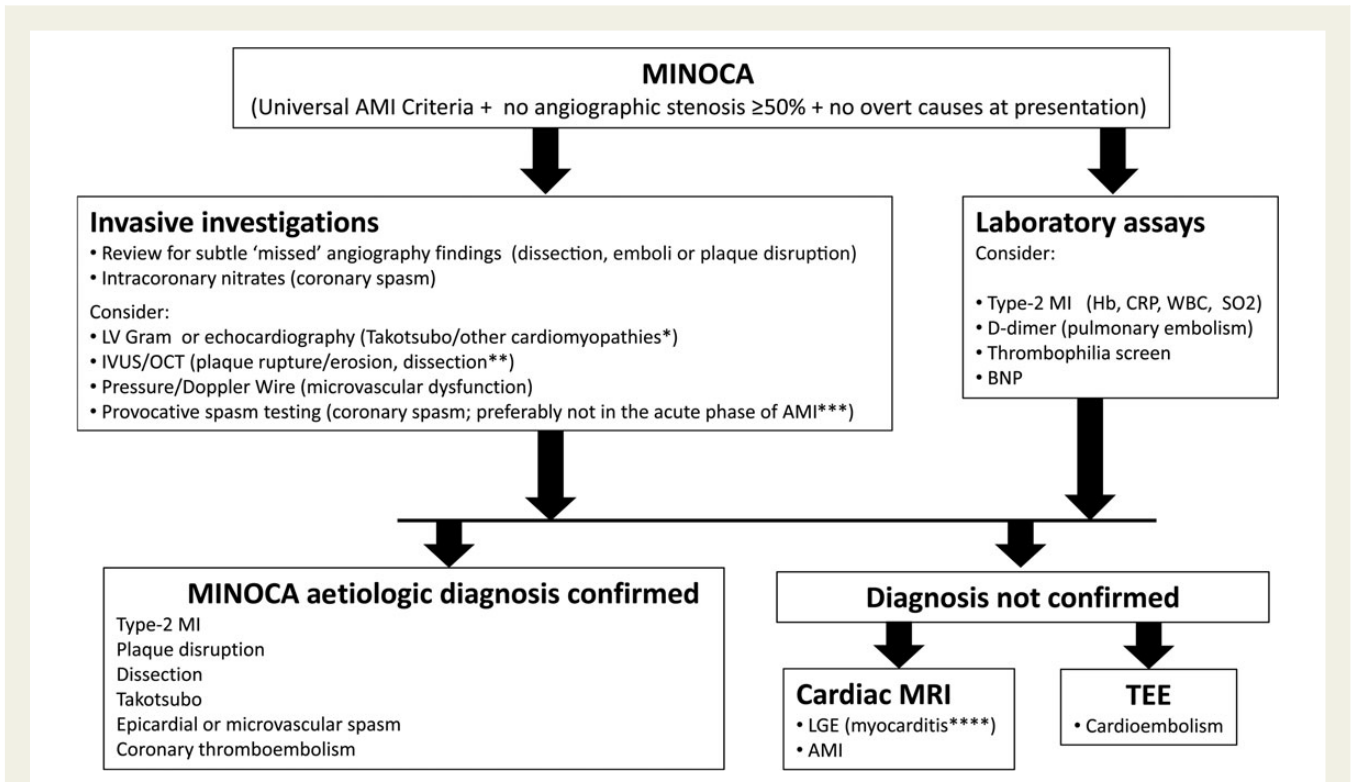 MINOCA
(Universal AMI Criteria + no angiographic stenosis ≥50% + no overt causes at presentation)
Invasive investigations
• Review for subtle ‘missed’ angiography findings (dissection, emboli or plaque disruption)
• Intracoronary nitrates (coronary spasm)
Consider:
• LV Gram or echocardiography (Takotsubo/other cardiomyopathies*)
• IVUS/OCT (plaque rupture/erosion, dissection**)
• Pressure/Doppler Wire (microvascular dysfunction)
• Provocative spasm testing (coronary spasm; preferably not in the acute phase of AMI***)
Laboratory assays
Consider:
• Type-2 MI (Hb, CRP, WBC, SO2)
• D-dimer (pulmonary embolism)
• Thrombophilia screen
• BNP
MINOCA aetiologic diagnosis confirmed
Type-2 MI
Plaque disruption
Dissection
Takotsubo
Epicardial or microvascular spasm
Coronary thromboembolism
Diagnosis not confirmed
Cardiac MRI
• LGE (myocarditis****)
• AMI
TEE
• Cardioembolism